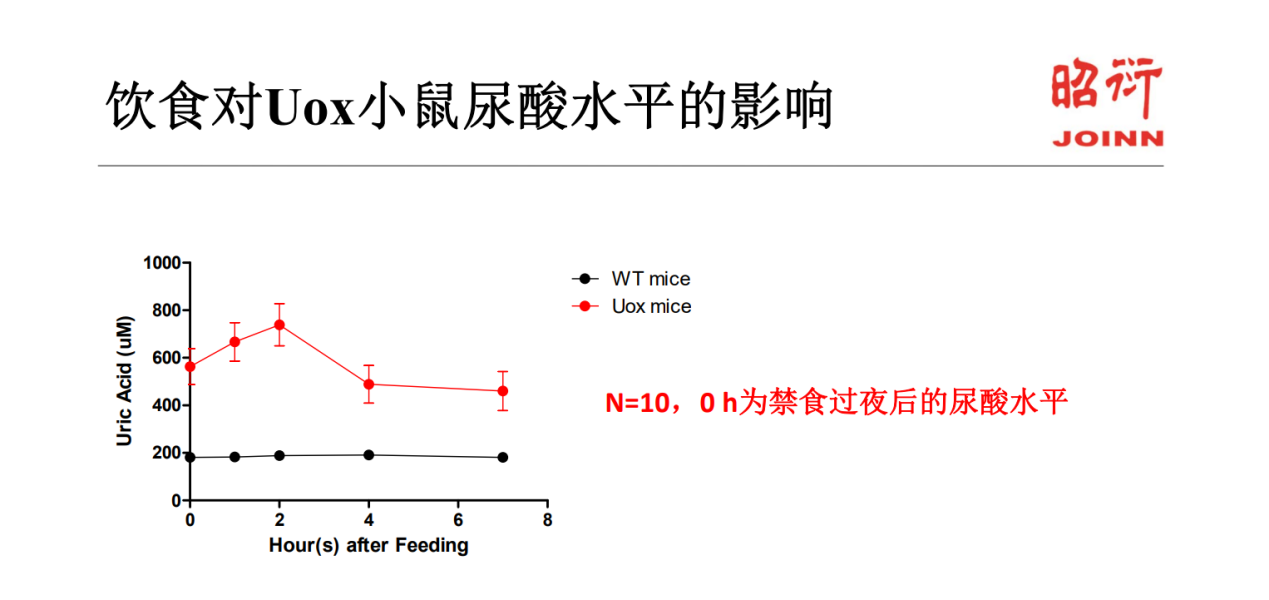 饮食对Uox小鼠尿酸水平的影响
昭衍
JOINN
1000
800
600
400
200
0
Uric Acid (uM)
0 2 4 6 8
Hour(s) after Feeding
WT mice
Uox mice
N=10，0 h为禁食过夜后的尿酸水平